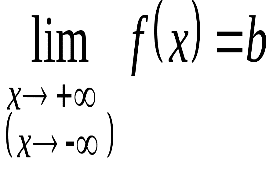 lim f(x) =b
x→ +∞
(x→ -∞)